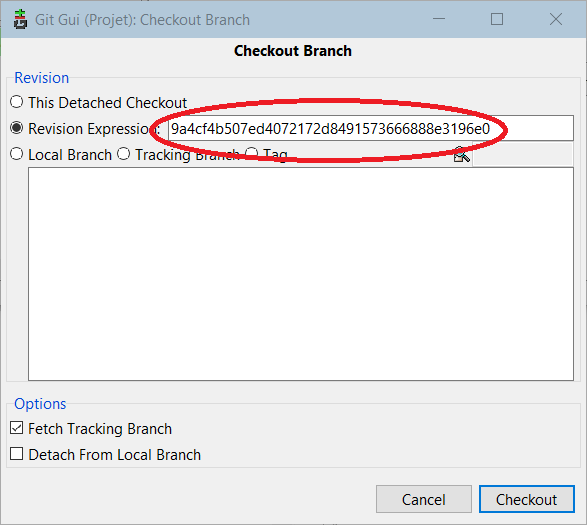 Git Gui (Projet): Checkout Branch
Checkout Branch
Revision
This Detached Checkout
Revision Expression: 9a4cf4b507ed4072172d8491573666888e3196e0
Local Branch Tracking Branch Tag
Options
Fetch Tracking Branch
Detach From Local Branch
Cancel Checkout